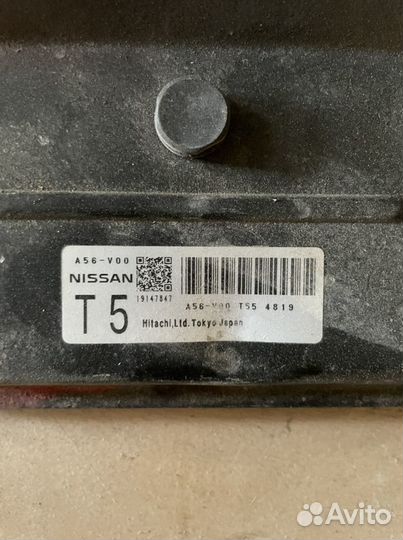 A56-V00
NISSAN
19147847
T5
A56-V00 T55 4819
Hitachi,Ltd.Tokyo Japan
Avito